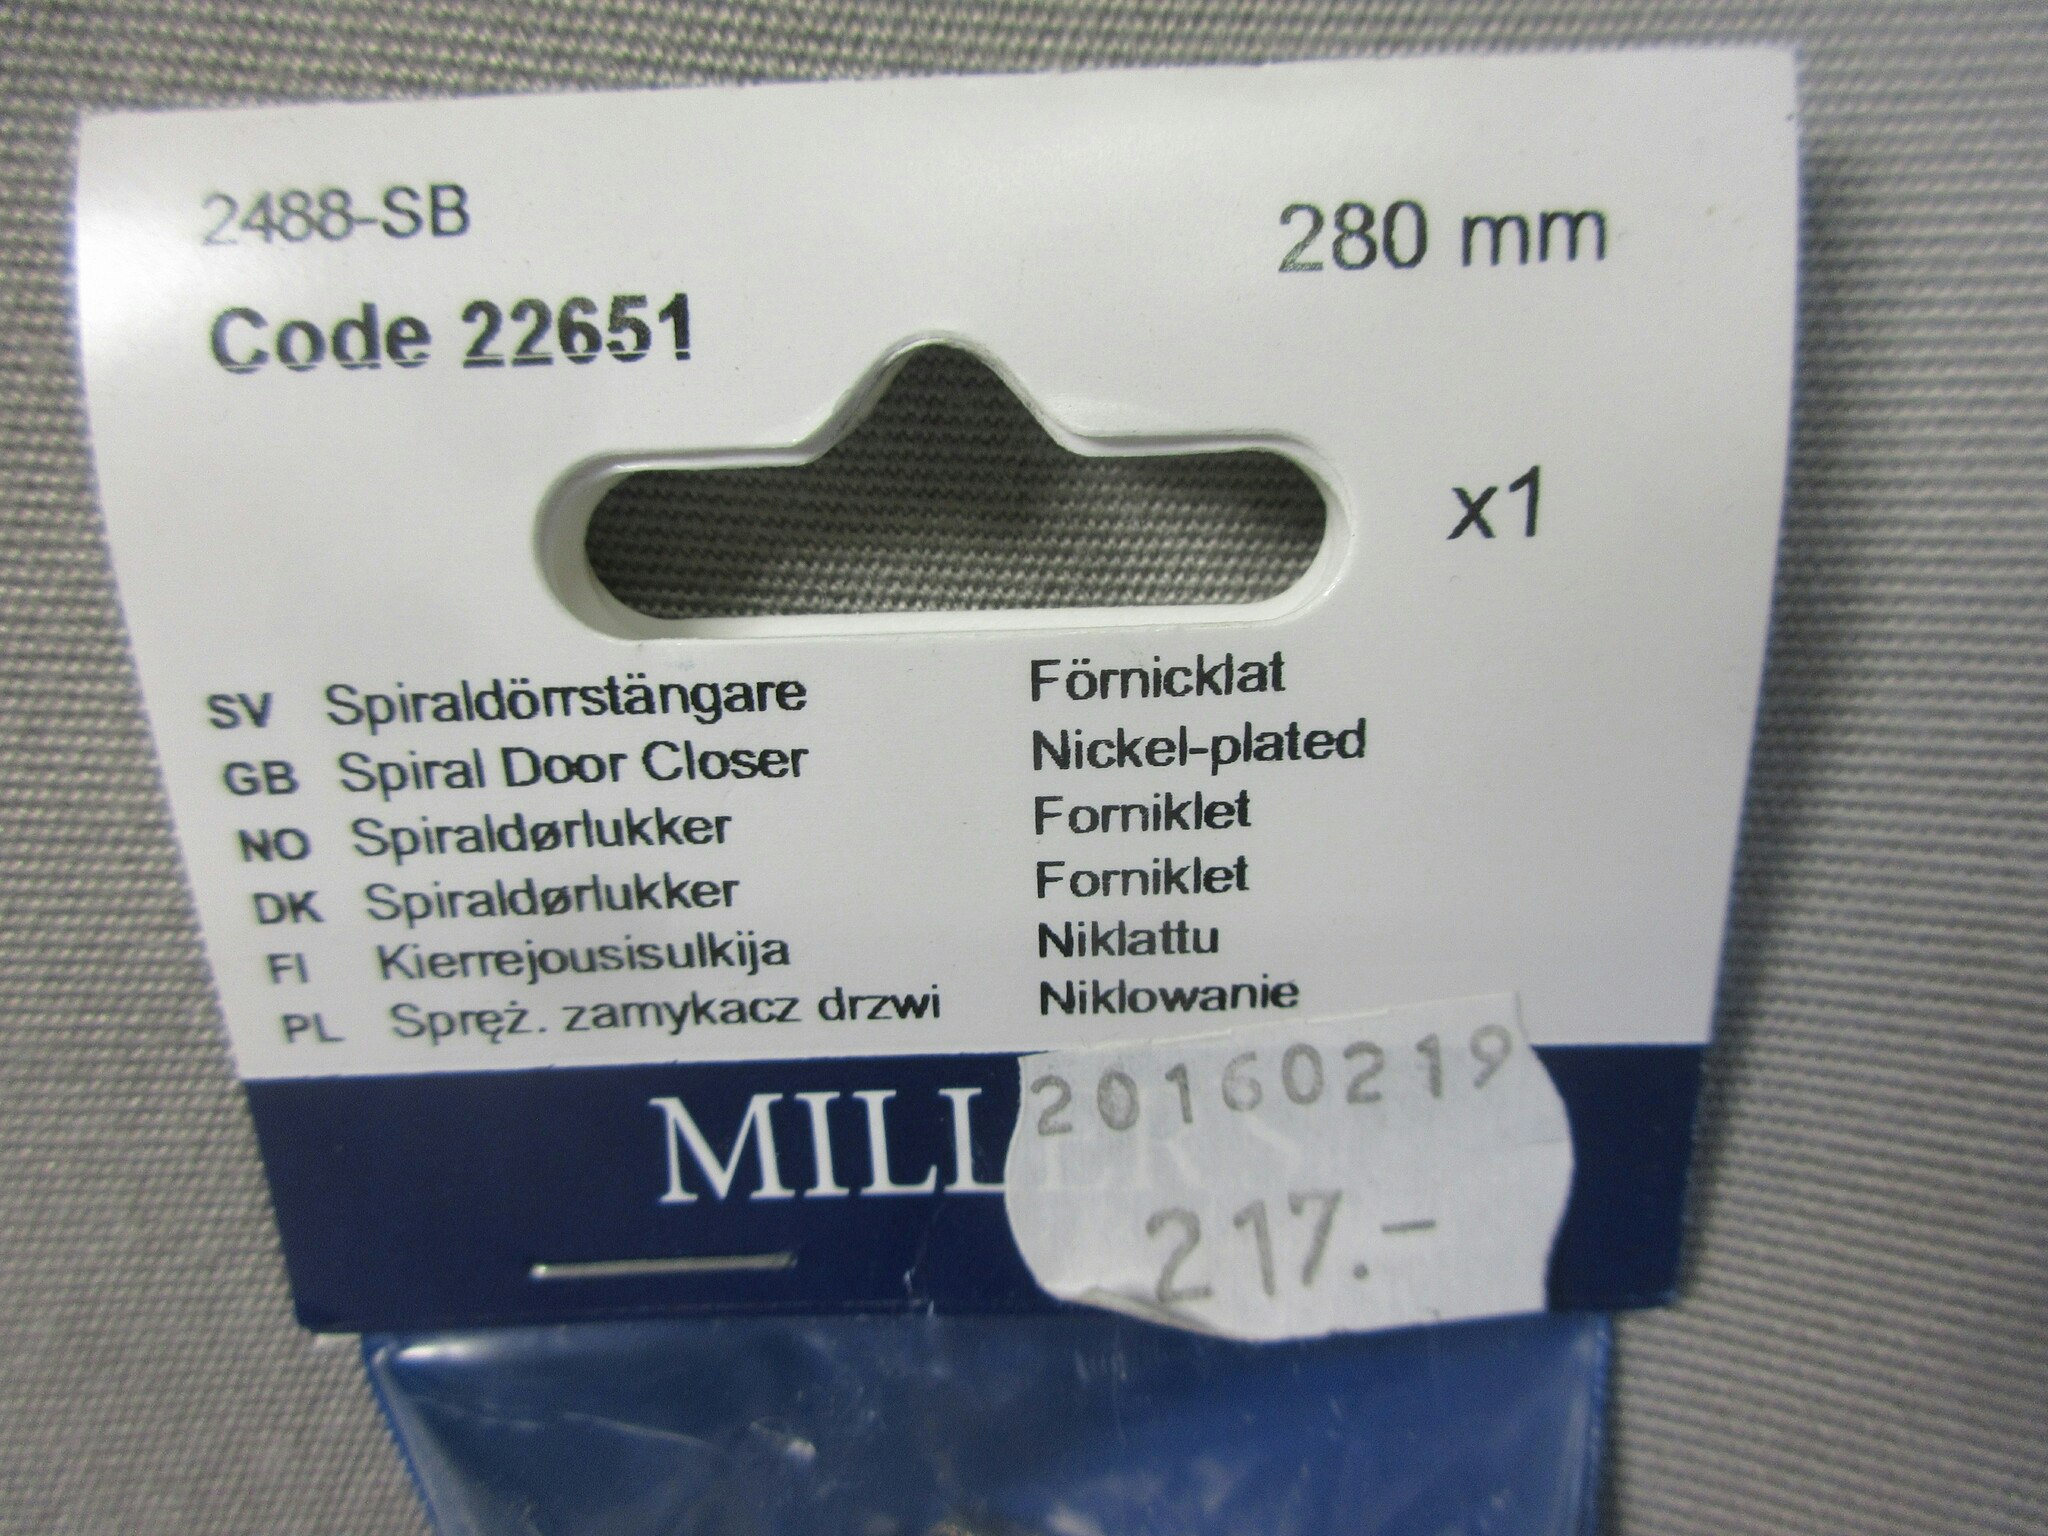 2488-SB
280 mm
Code 22651
x1
SV Spiraldörrstängare Förnicklat
GB Spiral Door Closer Nickel-plated
NO Spiraldørlukker Forniklet
DK Spiraldørlukker Forniklet
FI Kierrejousisulkija Niklattu
PL Spręż. zamykacz drzwi Niklowanie
20160219
MILLERS
217.-